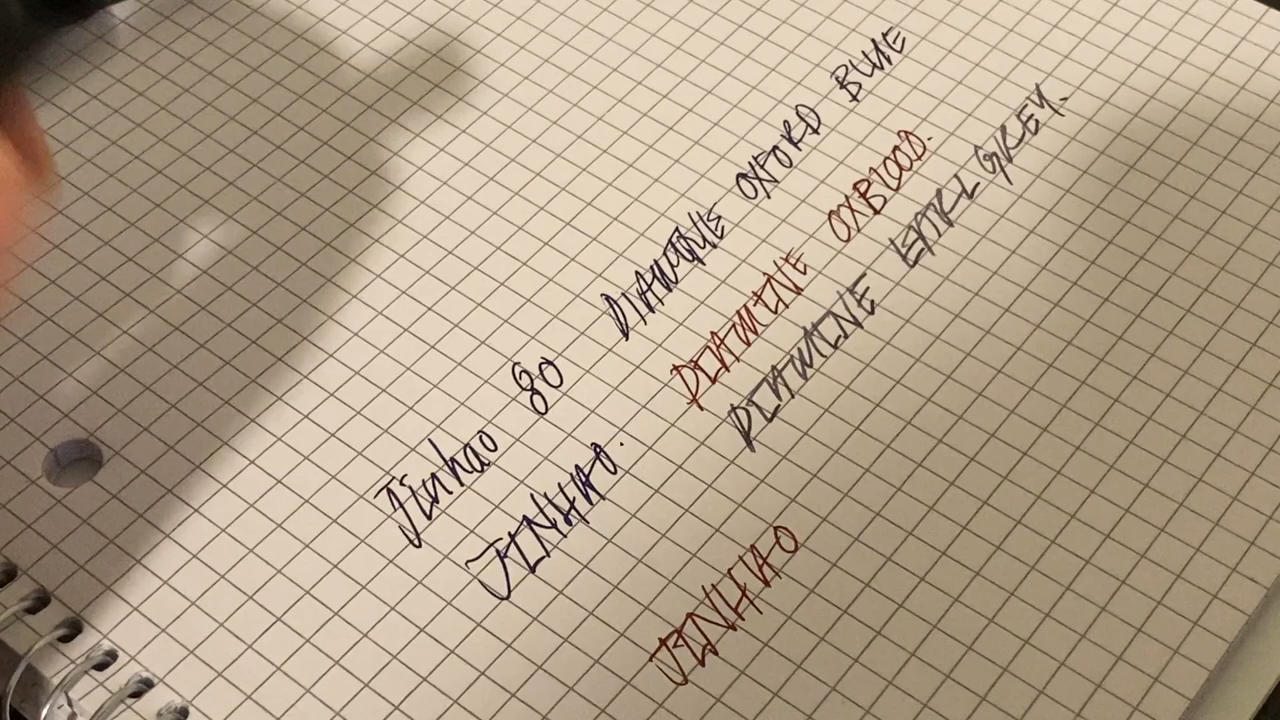 Jinhao 80 DIAMINE OXFORD BLUE
JINHAO. DIAMINE OXBLOOD.
DIAMINE EARL GREY.
JINHAO